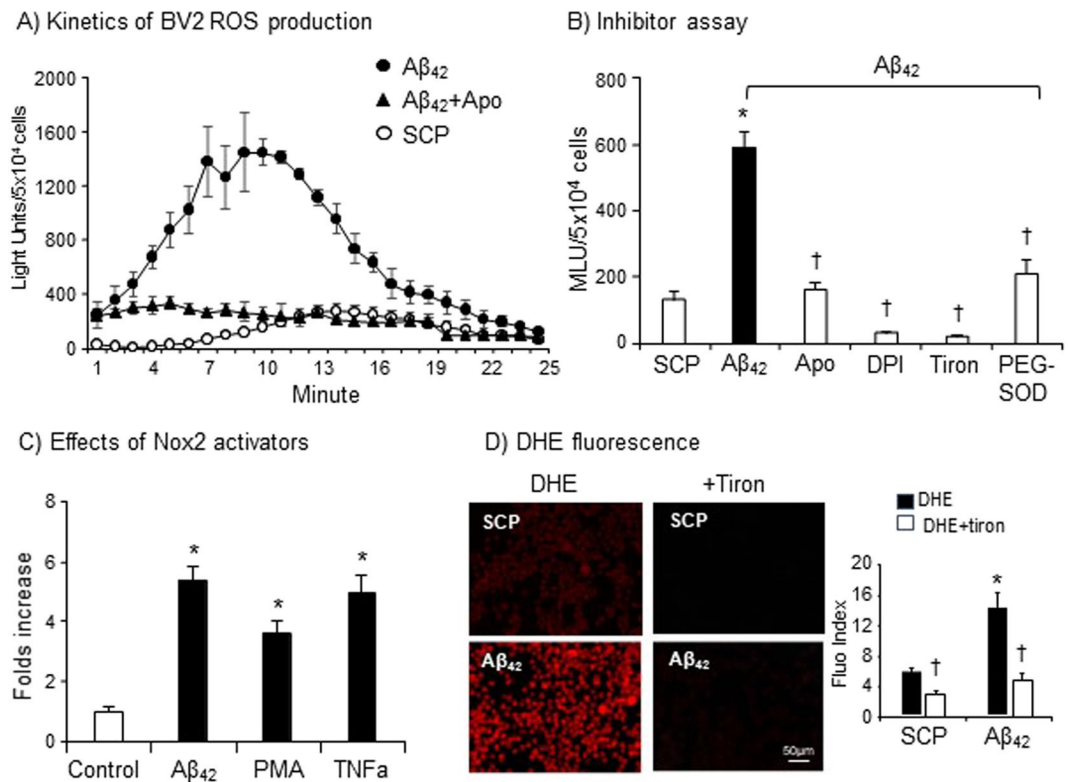 A) Kinetics of BV2 ROS production
Aβ42
Aβ42+Apo
SCP
2000
1600
1200
800
400
0
Light Units/5x10⁴ cells
1 4 7 10 13 16 19 22 25
Minute
B) Inhibitor assay
Aβ42
800
600
400
200
0
MLU/5x10⁴ cells
* † † † †
SCP Aβ42 Apo DPI Tiron PEG-
SOD
C) Effects of Nox2 activators
8
6
4
2
0
Folds increase
* * *
Control Aβ42 PMA TNFa
D) DHE fluorescence
DHE +Tiron
SCP SCP
Aβ42 Aβ42
50µm
DHE
DHE+tiron
20
16
12
8
4
0
Fluo Index
† * †
SCP Aβ42